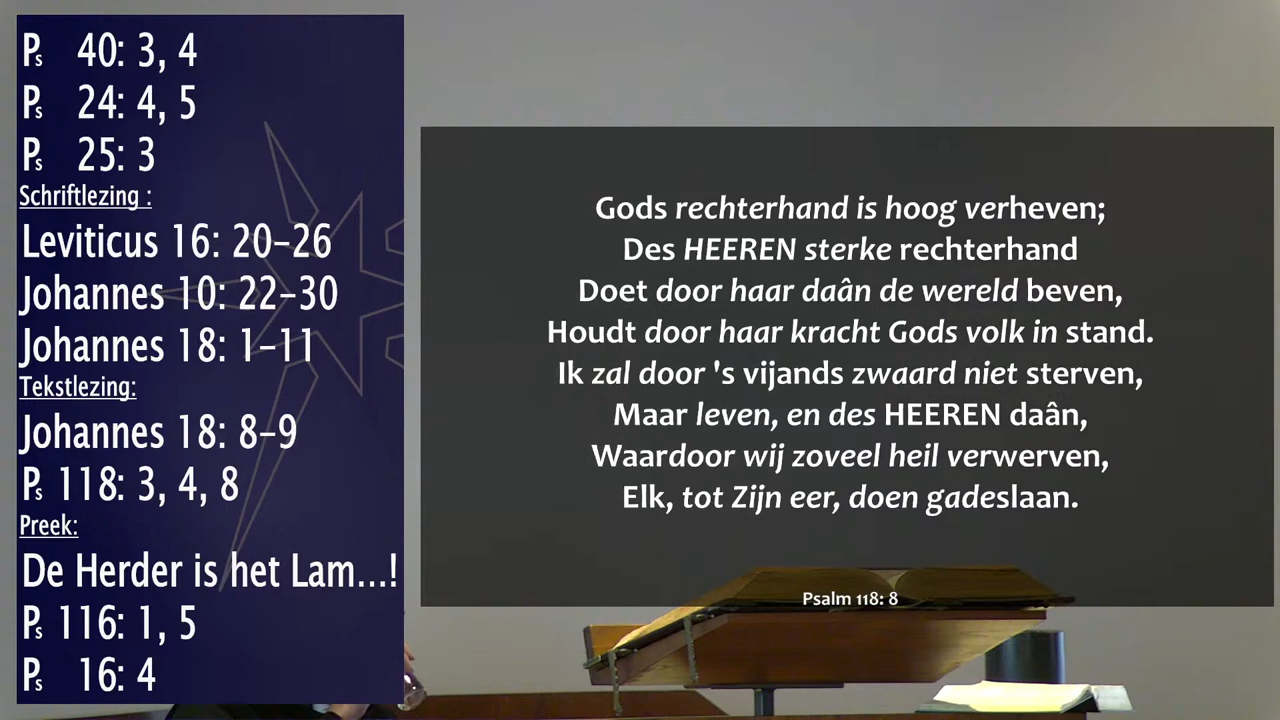 Ps 40: 3, 4
Ps 24: 4, 5
Ps 25: 3
Schriftlezing :
Leviticus 16: 20-26
Johannes 10: 22-30
Johannes 18: 1-11
Tekstlezing:
Johannes 18: 8-9
Ps 118: 3, 4, 8
Preek:
De Herder is het Lam...!
Ps 116: 1, 5
Ps 16: 4
Gods rechterhand is hoog verheven;
Des HEEREN sterke rechterhand
Doet door haar daân de wereld beven,
Houdt door haar kracht Gods volk in stand.
Ik zal door 's vijands zwaard niet sterven,
Maar leven, en des HEEREN daân,
Waardoor wij zoveel heil verwerven,
Elk, tot Zijn eer, doen gadeslaan.
Psalm 118: 8